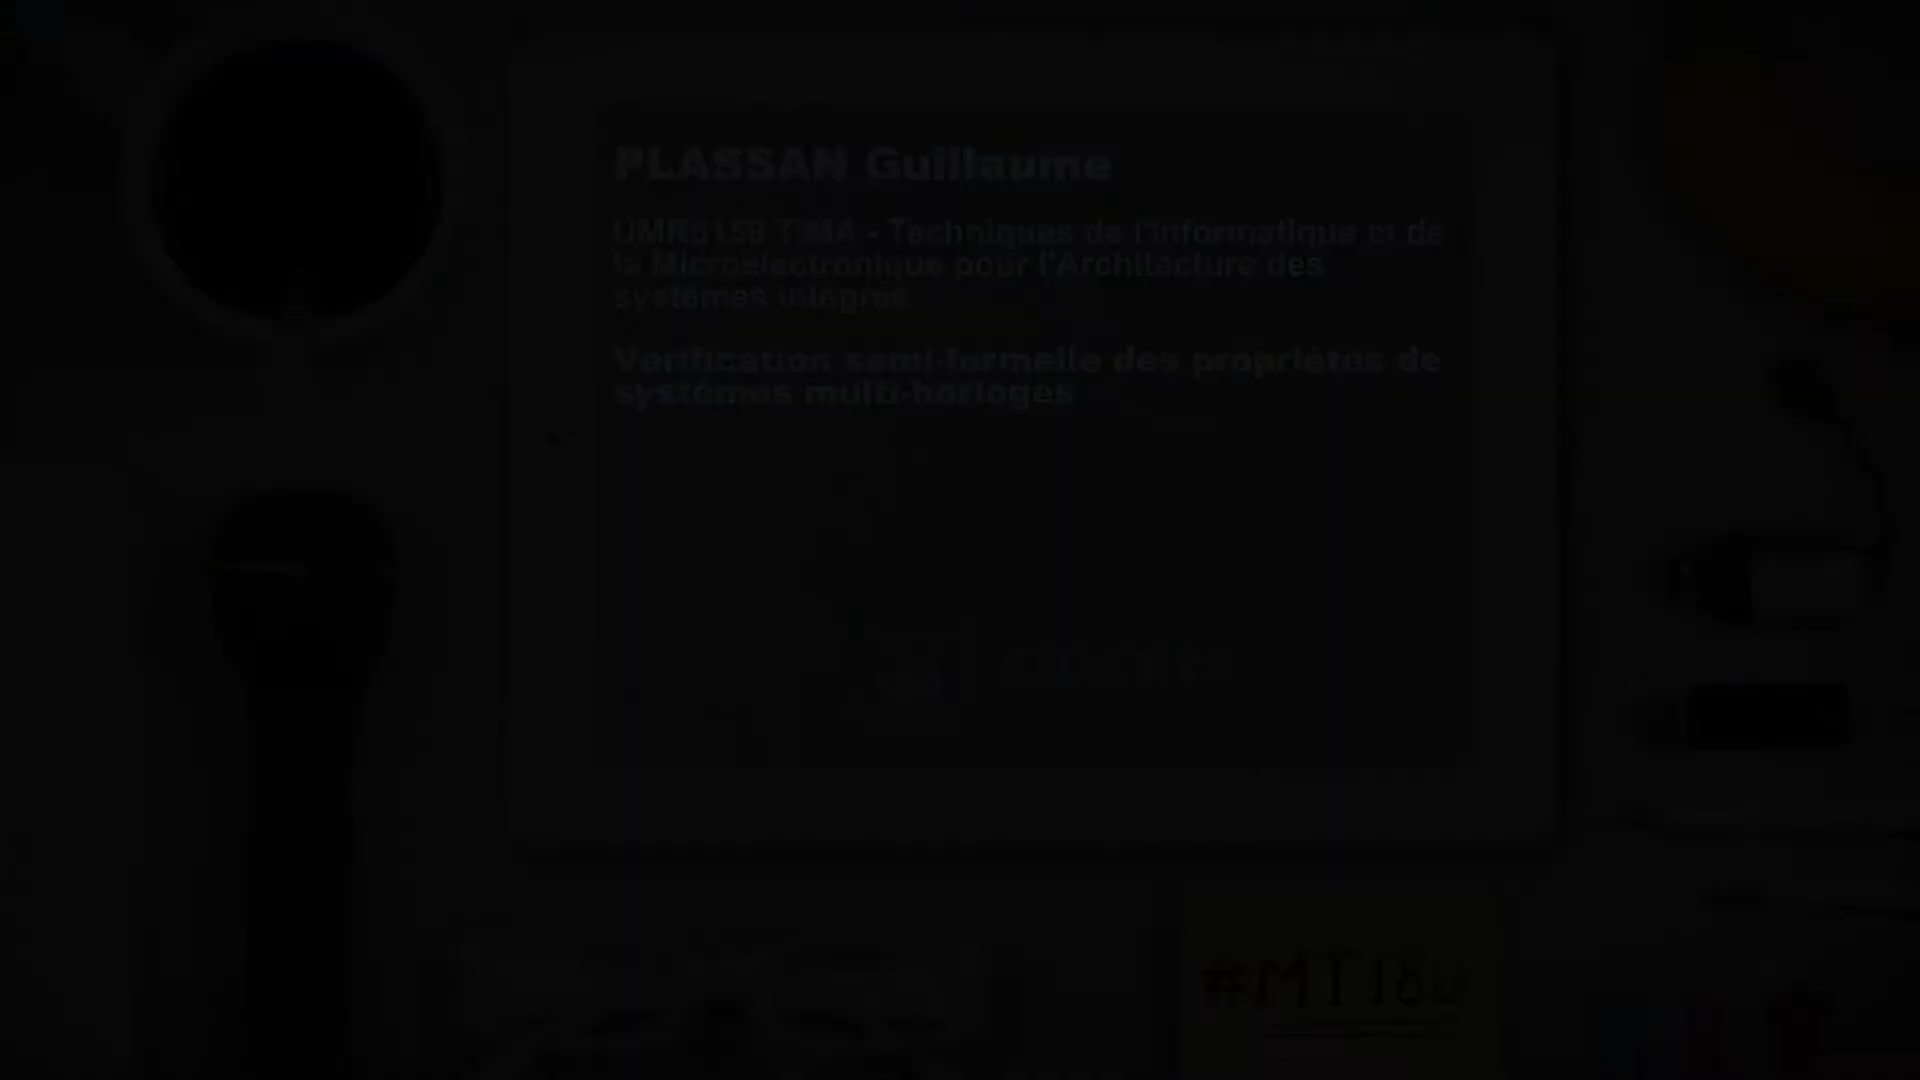 PLASSAN Guillaume
UMR5159 TIMA - Techniques de l'Informatique et de
la Microélectronique pour l'Architecture des
systèmes intégrés
Vérification semi-formelle des propriétés de
systèmes multi-horloges
#MT180